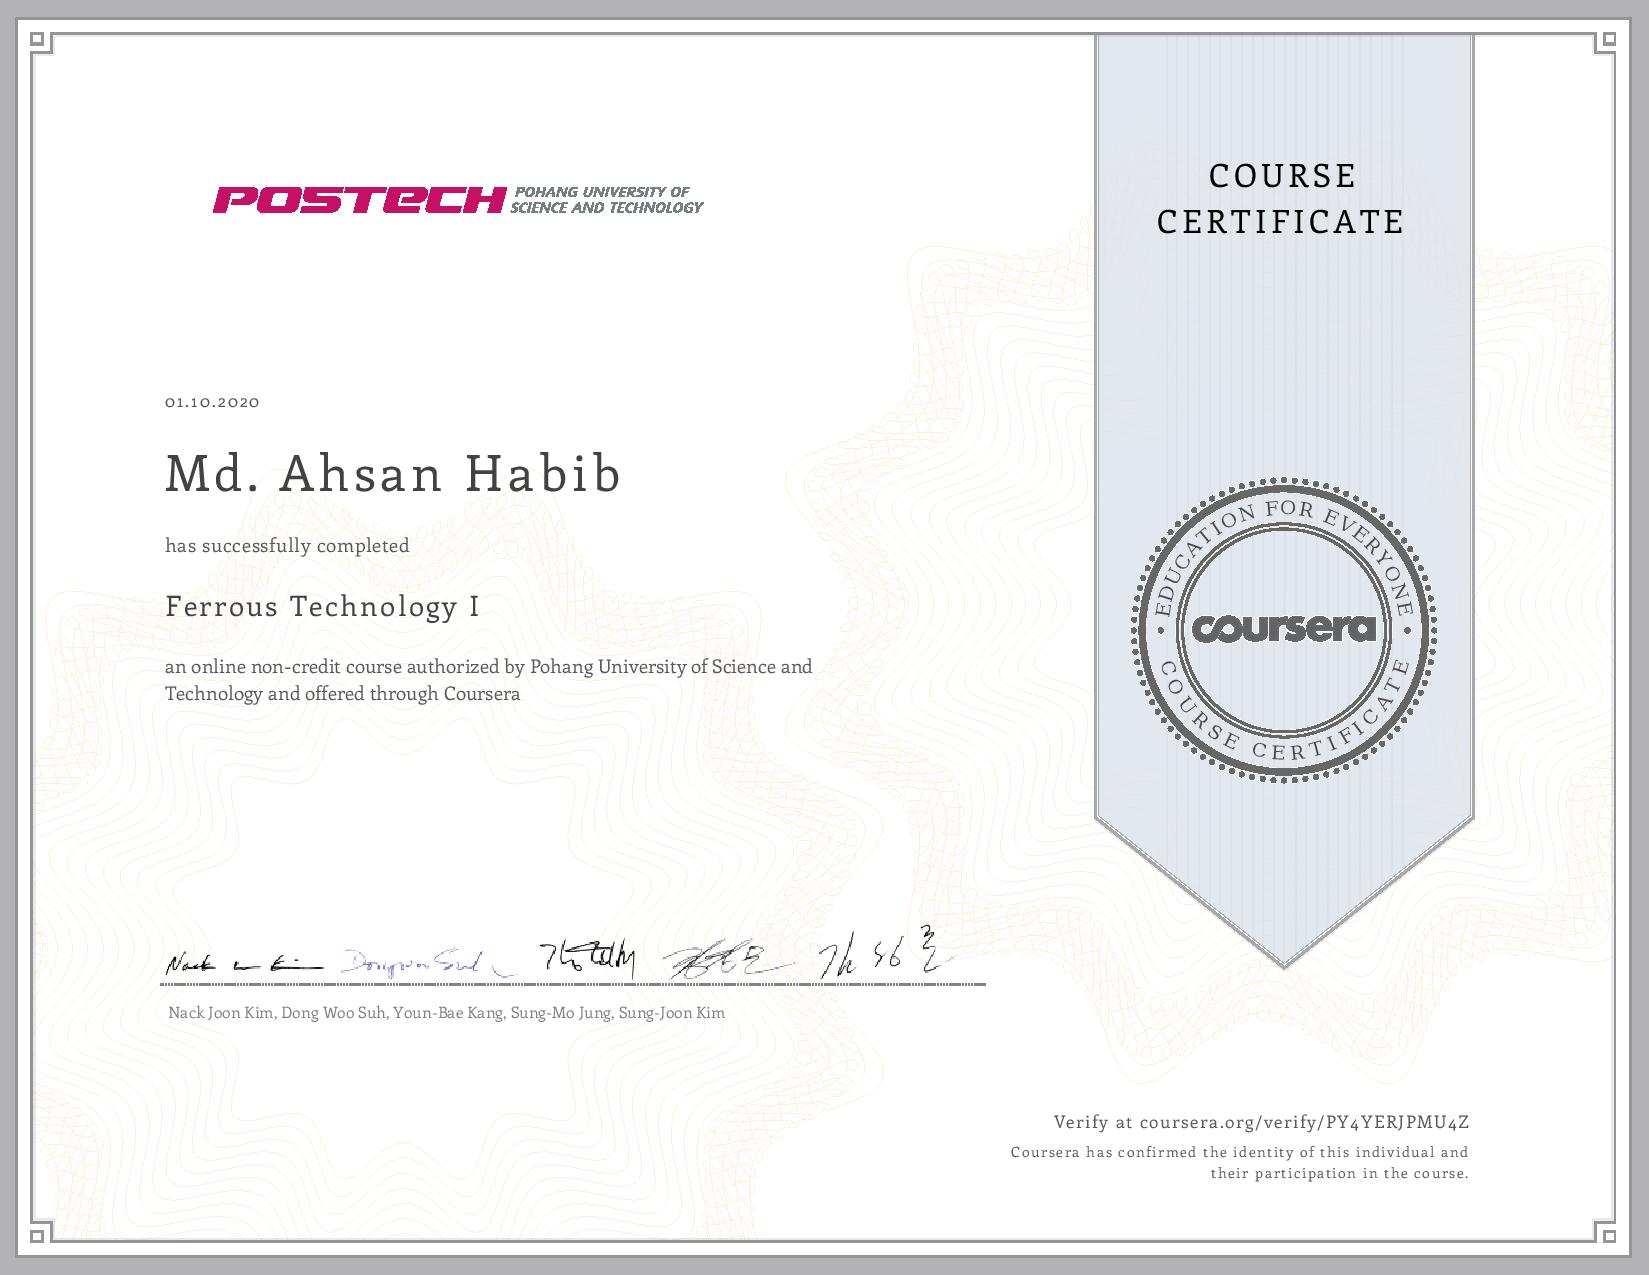 POSTECH POHANG UNIVERSITY OF
SCIENCE AND TECHNOLOGY
COURSE
CERTIFICATE
01.10.2020
Md. Ahsan Habib
has successfully completed
Ferrous Technology I
an online non-credit course authorized by Pohang University of Science and
Technology and offered through Coursera
EDUCATION FOR EVERYONE
coursera
COURSE CERTIFICATE
Nack Joon Kim, Dong Woo Suh, Youn-Bae Kang, Sung-Mo Jung, Sung-Joon Kim
Verify at coursera.org/verify/PY4YERJPMU4Z
Coursera has confirmed the identity of this individual and
their participation in the course.